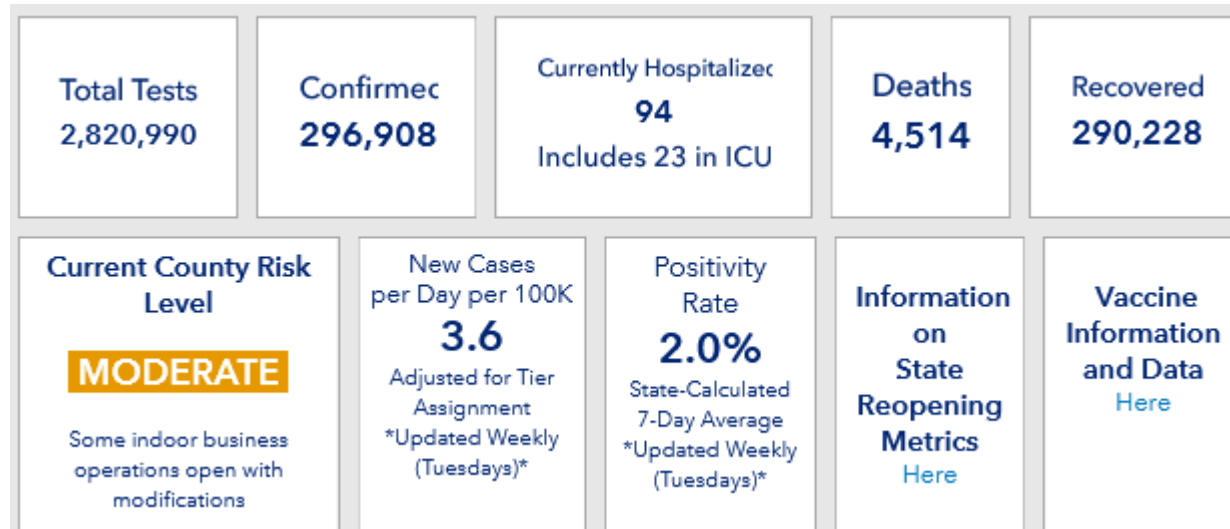 Total Tests
2,820,990
Confirmec
296,908
Currently Hospitalizec
94
Includes 23 in ICU
Deaths
4,514
Recovered
290,228
Current County Risk
Level
MODERATE
Some indoor business
operations open with
modifications
New Cases
per Day per 100K
3.6
Adjusted for Tier
Assignment
*Updated Weekly
(Tuesdays)*
Positivity
Rate
2.0%
State-Calculated
7-Day Average
*Updated Weekly
(Tuesdays)*
Information
on
State
Reopening
Metrics
Here
Vaccine
Information
and Data
Here